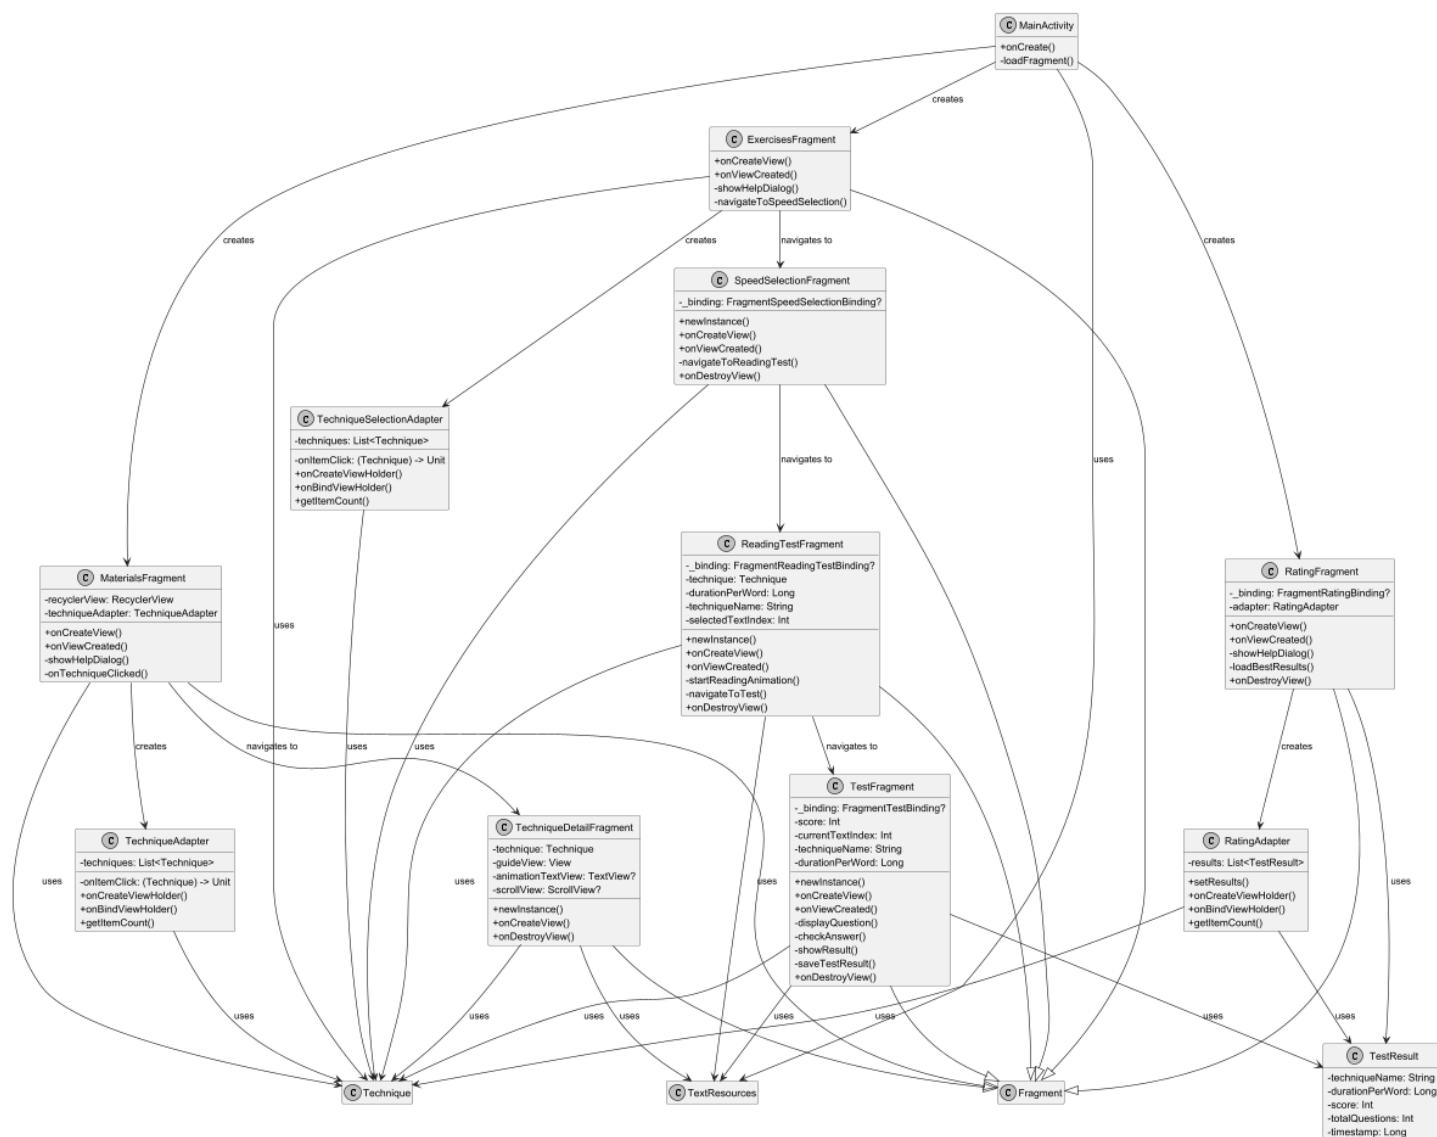 C MainActivity
+onCreate()
-loadFragment()
creates
C ExercisesFragment
+onCreateView()
+onViewCreated()
-showHelpDialog()
-navigateToSpeedSelection()
creates
creates
navigates to
creates
uses
C SpeedSelectionFragment
-_binding: FragmentSpeedSelectionBinding?
+newInstance()
+onCreateView()
+onViewCreated()
-navigateToReadingTest()
+onDestroyView()
C TechniqueSelectionAdapter
-techniques: List<Technique>
-onItemClick: (Technique) -> Unit
+onCreateViewHolder()
+onBindViewHolder()
+getItemCount()
navigates to
uses
uses
uses
C ReadingTestFragment
-_binding: FragmentReadingTestBinding?
-technique: Technique
-durationPerWord: Long
-techniqueName: String
-selectedTextIndex: Int
+newInstance()
+onCreateView()
+onViewCreated()
-startReadingAnimation()
-navigateToTest()
+onDestroyView()
C MaterialsFragment
-recyclerView: RecyclerView
-techniqueAdapter: TechniqueAdapter
+onCreateView()
+onViewCreated()
-showHelpDialog()
-onTechniqueClicked()
C RatingFragment
-_binding: FragmentRatingBinding?
-adapter: RatingAdapter
+onCreateView()
+onViewCreated()
-showHelpDialog()
-loadBestResults()
+onDestroyView()
creates
navigates to
navigates to
creates
C TestFragment
-_binding: FragmentTestBinding?
-score: Int
-currentTextIndex: Int
-techniqueName: String
-durationPerWord: Long
+newInstance()
+onCreateView()
+onViewCreated()
-displayQuestion()
-checkAnswer()
-showResult()
-saveTestResult()
+onDestroyView()
C TechniqueAdapter
-techniques: List<Technique>
-onItemClick: (Technique) -> Unit
+onCreateViewHolder()
+onBindViewHolder()
+getItemCount()
C TechniqueDetailFragment
-technique: Technique
-guideView: View
-animationTextView: TextView?
-scrollView: ScrollView?
+newInstance()
+onCreateView()
+onDestroyView()
C RatingAdapter
-results: List<TestResult>
+setResults()
+onCreateViewHolder()
+onBindViewHolder()
+getItemCount()
uses
uses
uses
uses
uses
uses
uses
uses
uses
uses
uses
uses
uses
C Technique
C TextResources
C Fragment
C TestResult
-techniqueName: String
-durationPerWord: Long
-score: Int
-totalQuestions: Int
-timestamp: Long